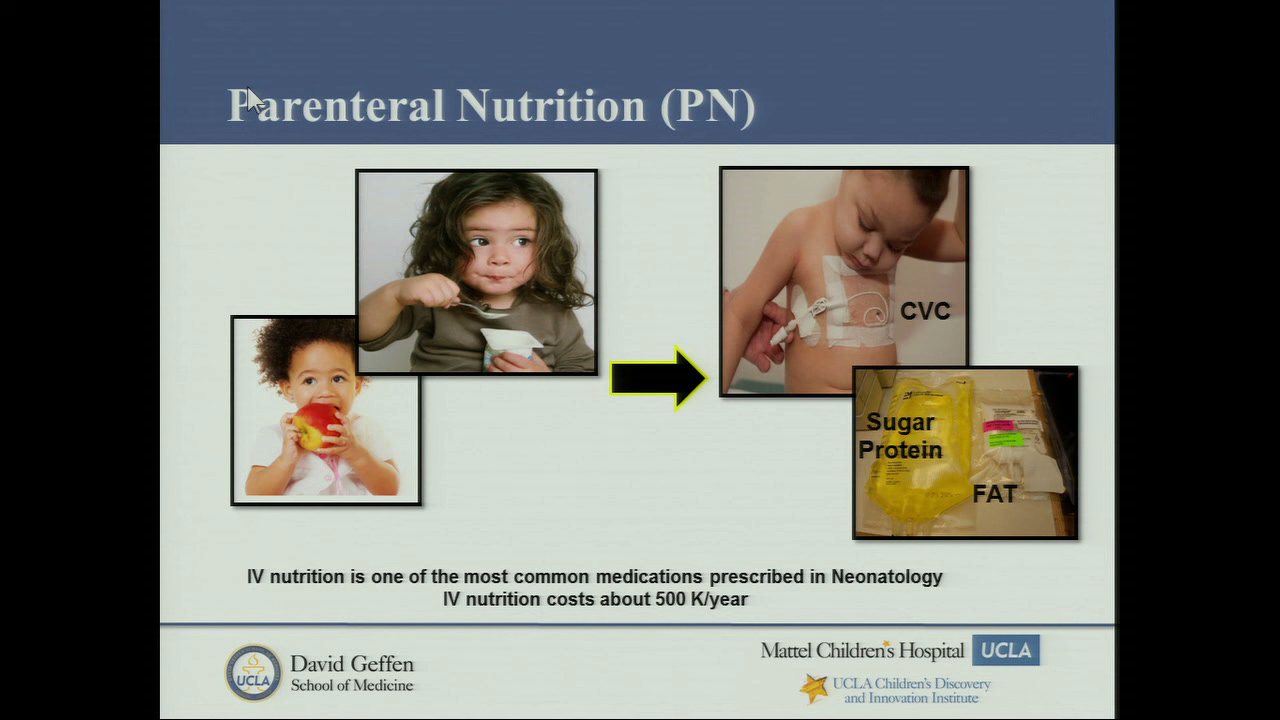 Parenteral Nutrition (PN)
CVC
Sugar
Protein
FAT
IV nutrition is one of the most common medications prescribed in Neonatology
IV nutrition costs about 500 K/year
UCLA
David Geffen
School of Medicine
Mattel Children's Hospital
UCLA
UCLA Children's Discovery
and Innovation Institute